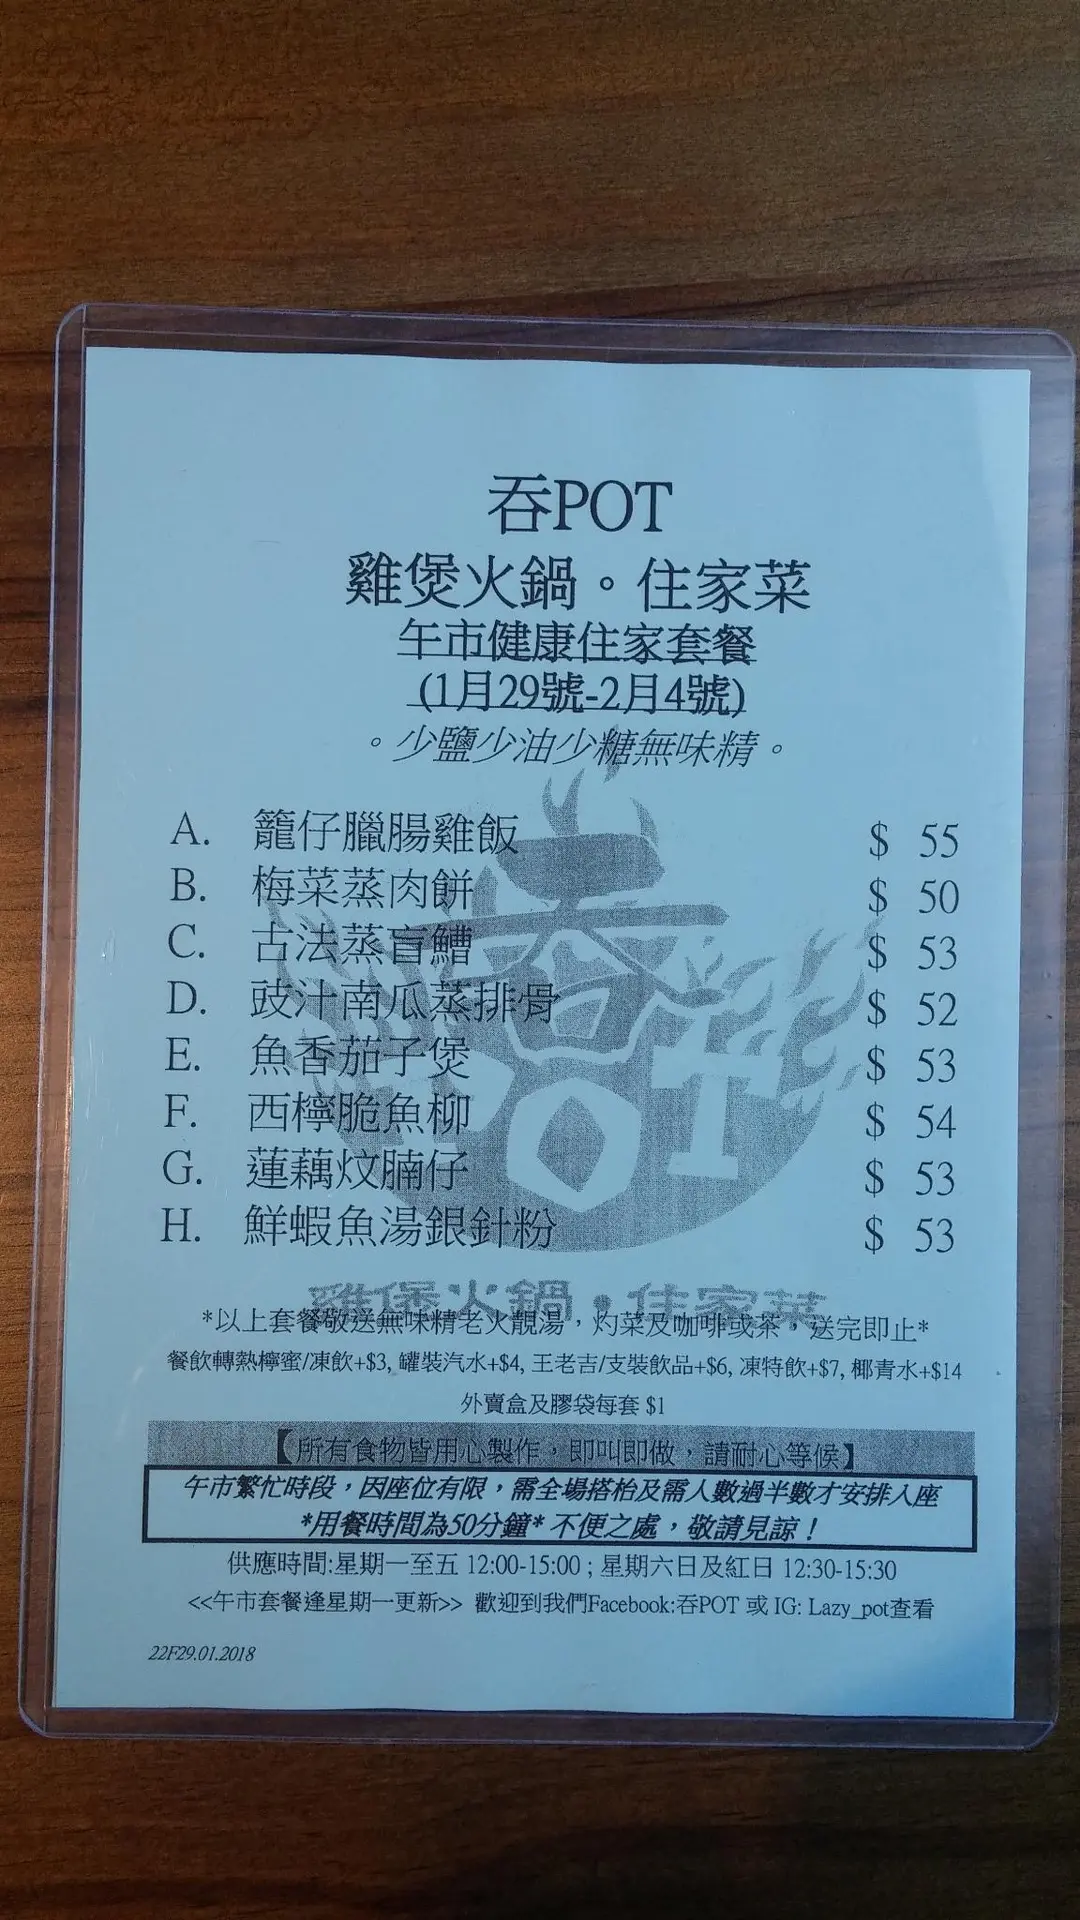 吞POT
雞煲火鍋。住家菜
午市健康住家套餐
(1月29號-2月4號)
。少鹽少油少糖無味精。
A. 籠仔臘腸雞飯 $ 55
B. 梅菜蒸肉餅 $ 50
C. 古法蒸盲鰽 $ 53
D. 豉汁南瓜蒸排骨 $ 52
E. 魚香茄子煲 $ 53
F. 西檸脆魚柳 $ 54
G. 蓮藕炆腩仔 $ 53
H. 鮮蝦魚湯銀針粉 $ 53
吞POT
雞煲火鍋・住家菜
*以上套餐敬送無味精老火靚湯，灼菜及咖啡或茶，送完即止*
餐飲轉熱檸蜜/凍飲+$3, 罐裝汽水+$4, 王老吉/支裝飲品+$6, 凍特飲+$7, 椰青水+$14
外賣盒及膠袋每套 $1
【所有食物皆用心製作，即叫即做，請耐心等候】
午市繁忙時段，因座位有限，需全場搭枱及需人數過半數才安排入座
*用餐時間為50分鐘* 不便之處，敬請見諒！
供應時間:星期一至五 12:00-15:00 ; 星期六日及紅日 12:30-15:30
<<午市套餐逢星期一更新>> 歡迎到我們Facebook:吞POT 或 IG: Lazy_pot查看
22F29.01.2018